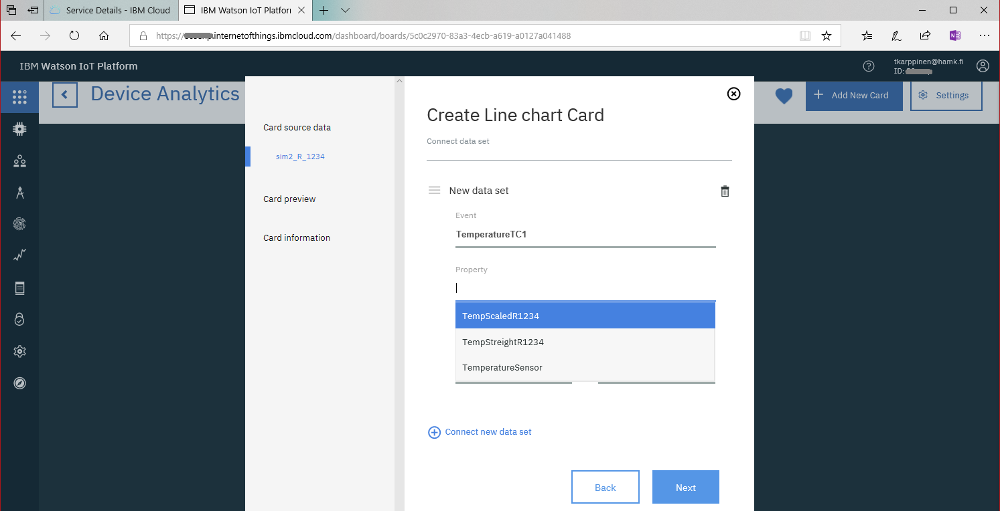 Service Details - IBM Cloud
IBM Watson IoT Platfor
https://
.internetofthings.ibmcloud.com/dashboard/boards/5c0c2970-83a3-4ecb-a619-a0127a041488
IBM Watson IoT Platform
tkarppinen@hamk.fi
ID:
Device Analytics
Add New Card
Settings
Card source data
sim2_R_1234
Card preview
Card information
Create Line chart Card
Connect data set
New data set
Event
TemperatureTC1
Property
TempScaledR1234
TempStreightR1234
TemperatureSensor
Connect new data set
Back
Next